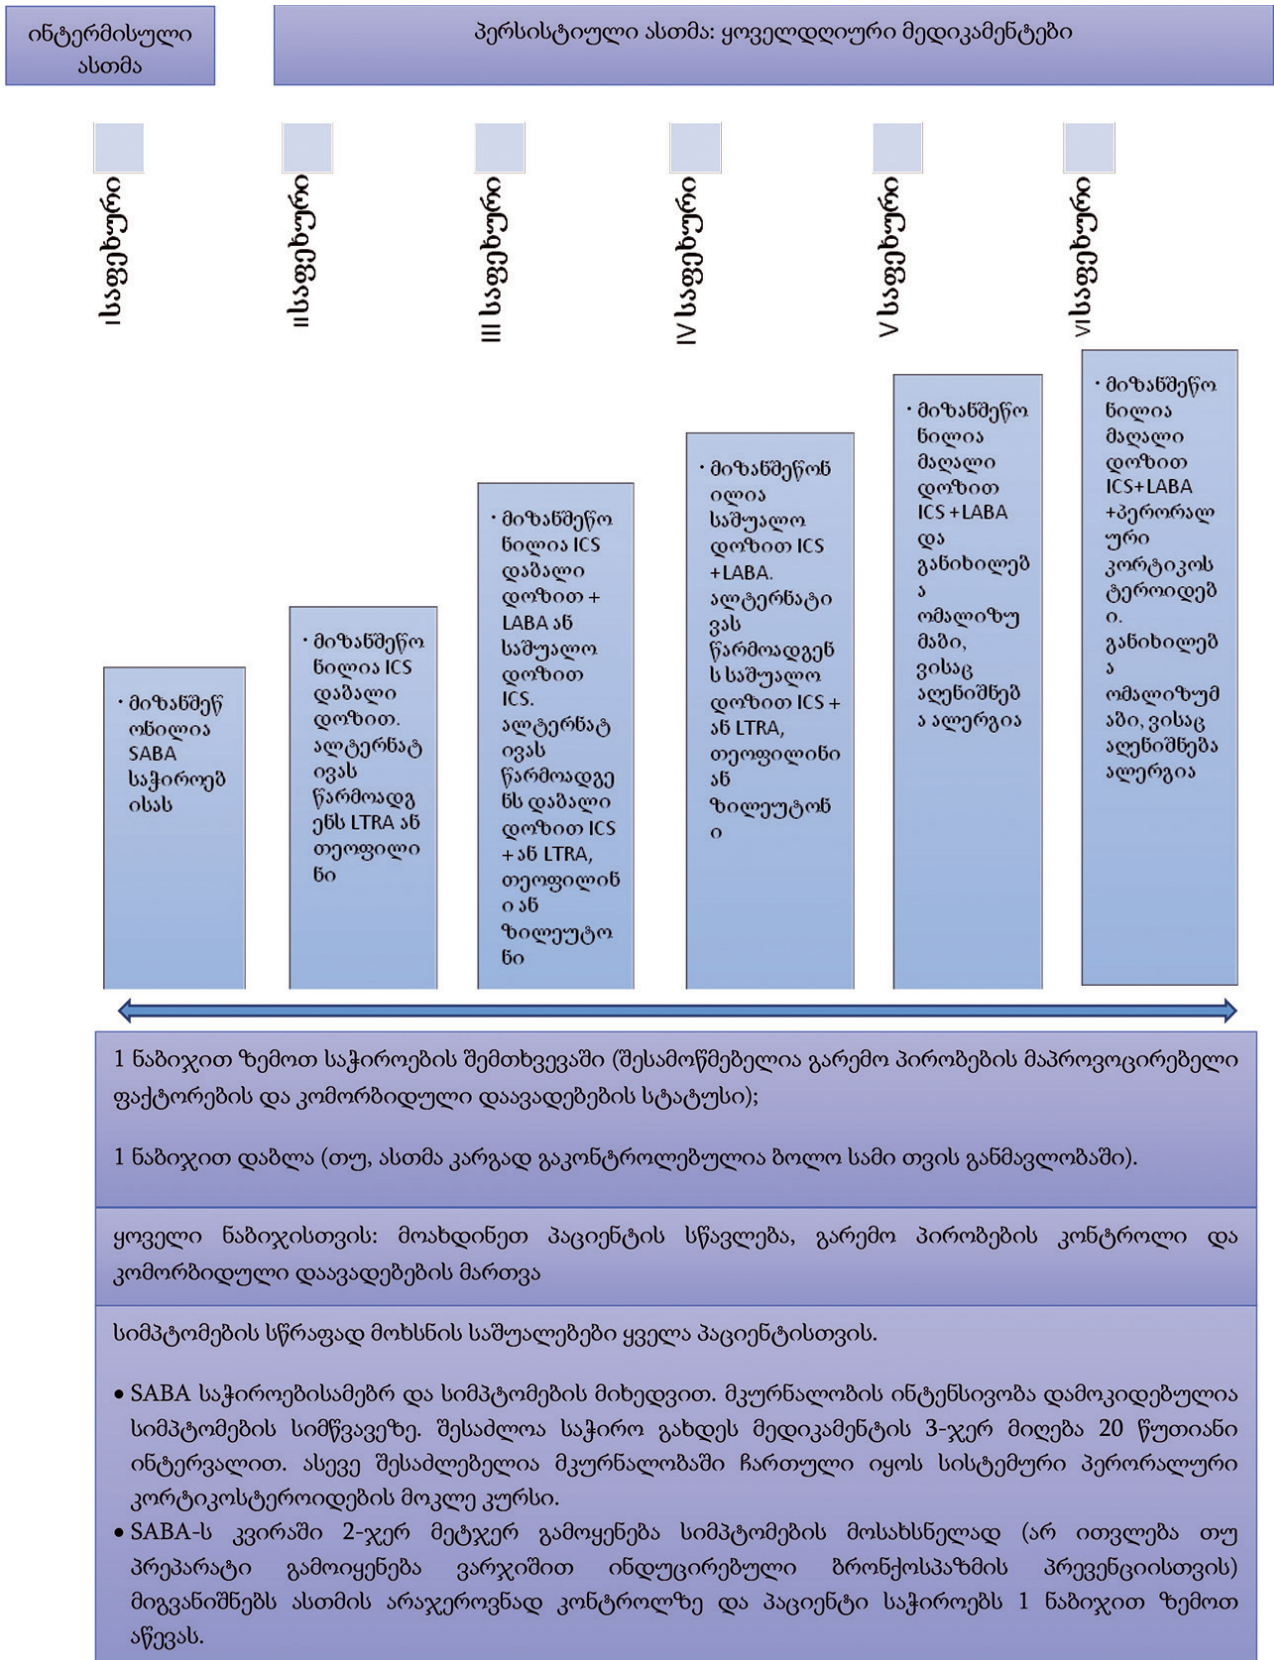 ინტერმისული
ასთმა
პერსისტიული ასთმა: ყოველდღიური მედიკამენტები
I საფეხური
II საფეხური
III საფეხური
IV საფეხური
V საფეხური
VI საფეხური
· მიზანშეწ
ონილია
SABA
საჭიროებ
ისას
· მიზანშეწო
ნილია ICS
დაბალი
დოზით.
ალტერნატ
ივას
წარმოადგ
ენს LTRA ან
თეოფილი
ნი
· მიზანშეწო
ნილია ICS
დაბალი
დოზით +
LABA ან
საშუალო
დოზით
ICS.
ალტერნატ
ივას
წარმოადგე
ნს დაბალი
დოზით ICS
+ ან LTRA,
თეოფილინ
ი ან
ზილეუტო
ნი
· მიზანშეწონ
ილია
საშუალო
დოზით ICS
+LABA.
ალტერნატი
ვას
წარმოადგენ
ს საშუალო
დოზით ICS +
ან LTRA,
თეოფილინი
ან
ზილეუტონ
ი
· მიზანშეწო
ნილია
მაღალი
დოზით
ICS +LABA
და
განიხილებ
ა
ომალიზუ
მაბი,
ვისაც
აღენიშნებ
ა ალერგია
· მიზანშეწო
ნილია
მაღალი
დოზით
ICS+LABA
+პერორალ
ური
კორტიკოს
ტეროიდებ
ი.
განიხილებ
ა
ომალიზუმ
აბი, ვისაც
აღენიშნება
ალერგია
1 ნაბიჯით ზემოთ საჭიროების შემთხვევაში (შესამოწმებელია გარემო პირობების მაპროვოცირებელი
ფაქტორების და კომორბიდული დაავადებების სტატუსი);
1 ნაბიჯით დაბლა (თუ, ასთმა კარგად გაკონტროლებულია ბოლო სამი თვის განმავლობაში).
ყოველი ნაბიჯისთვის: მოახდინეთ პაციენტის სწავლება, გარემო პირობების კონტროლი და
კომორბიდული დაავადებების მართვა
სიმპტომების სწრაფად მოხსნის საშუალებები ყველა პაციენტისთვის.
• SABA საჭიროებისამებრ და სიმპტომების მიხედვით. მკურნალობის ინტენსივობა დამოკიდებულია
სიმპტომების სიმწვავეზე. შესაძლოა საჭირო გახდეს მედიკამენტის 3-ჯერ მიღება 20 წუთიანი
ინტერვალით. ასევე შესაძლებელია მკურნალობაში ჩართული იყოს სისტემური პერორალური
კორტიკოსტეროიდების მოკლე კურსი.
• SABA-ს კვირაში 2-ჯერ მეტჯერ გამოყენება სიმპტომების მოსახსნელად (არ ითვლება თუ
პრეპარატი გამოიყენება ვარჯიშით ინდუცირებული ბრონქოსპაზმის პრევენციისთვის)
მიგვანიშნებს ასთმის არაჯეროვნად კონტროლზე და პაციენტი საჭიროებს 1 ნაბიჯით ზემოთ
აწევას.